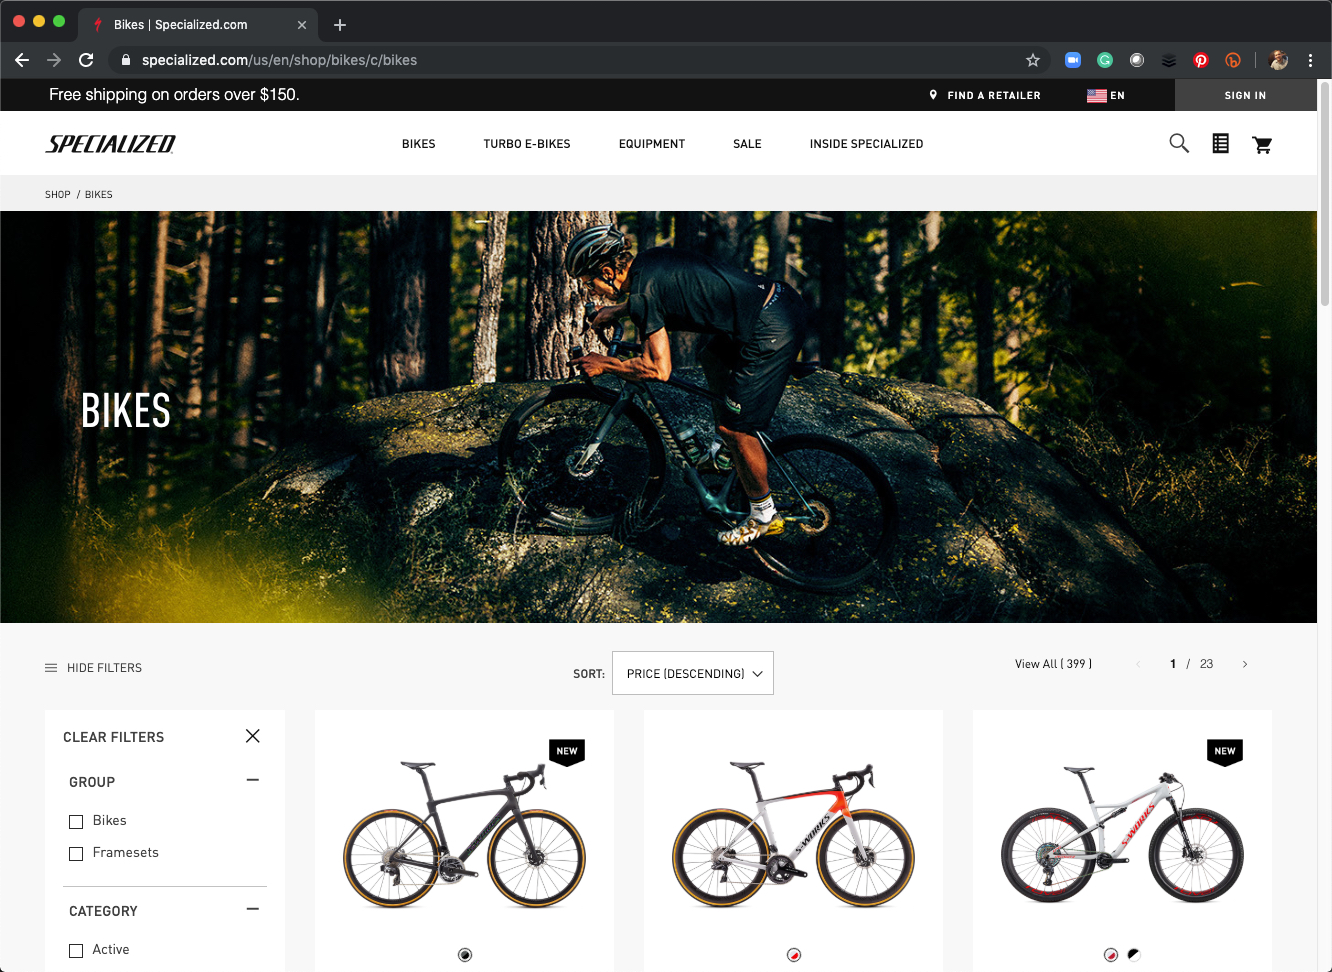 Bikes | Specialized.com
specialized.com/us/en/shop/bikes/c/bikes
Free shipping on orders over $150.
FIND A RETAILER
EN
SIGN IN
SPECIALIZED
BIKES
TURBO E-BIKES
EQUIPMENT
SALE
INSIDE SPECIALIZED
SHOP / BIKES
BIKES
HIDE FILTERS
SORT: PRICE (DESCENDING)
View All ( 399 )
1 / 23
CLEAR FILTERS
GROUP
Bikes
Framesets
CATEGORY
Active
NEW
S-WORKS
NEW
S-WORKS